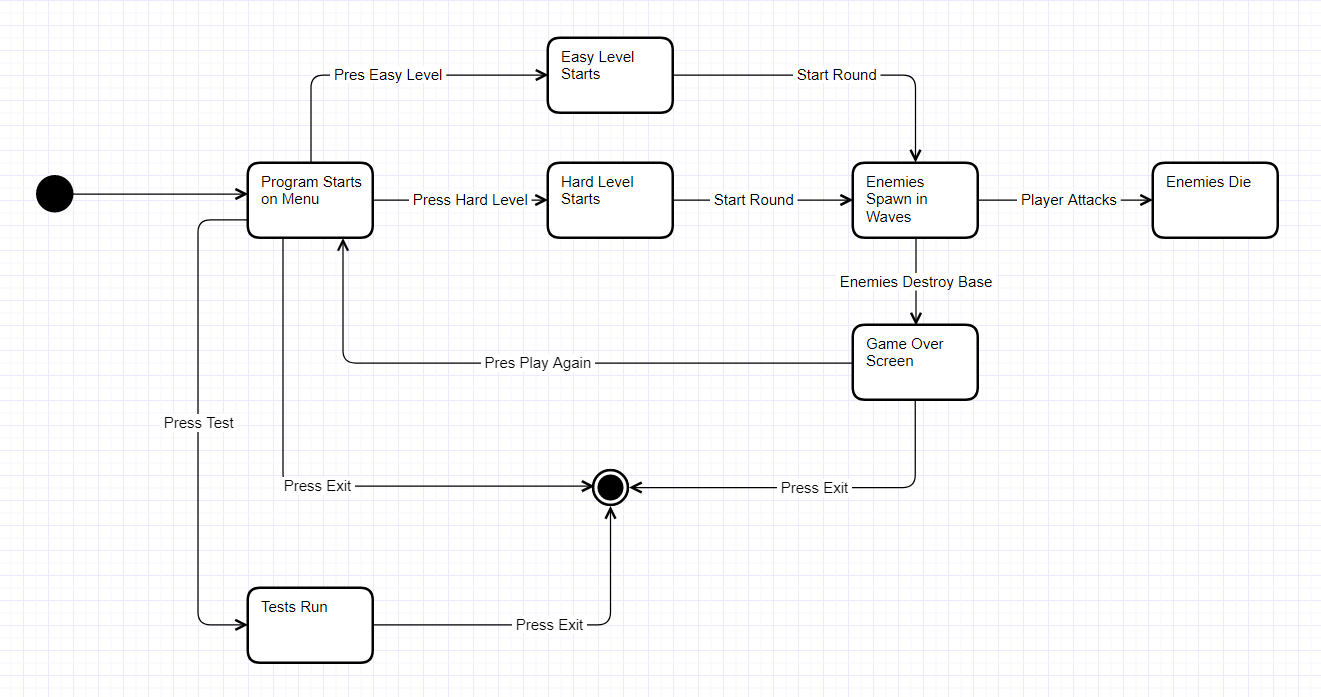 Easy Level
Starts
Pres Easy Level
Start Round
Program Starts
on Menu
Press Hard Level
Hard Level
Starts
Start Round
Enemies
Spawn in
Waves
Player Attacks
Enemies Die
Enemies Destroy Base
Game Over
Screen
Pres Play Again
Press Test
Press Exit
Press Exit
Tests Run
Press Exit